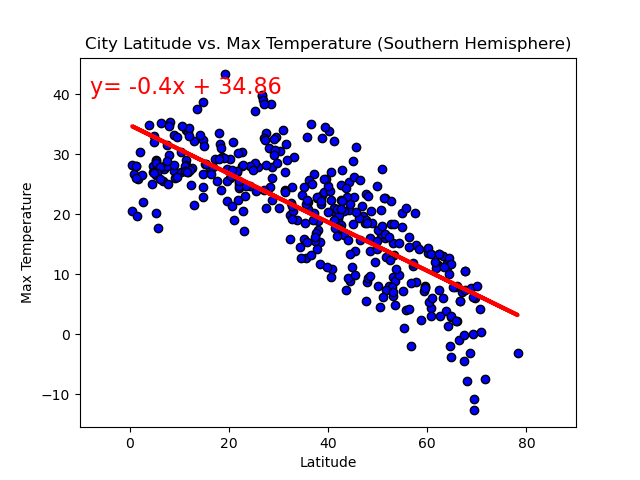 City Latitude vs. Max Temperature (Southern Hemisphere)
y= -0.4x + 34.86
40
30
20
10
0
−10
Max Temperature
0 20 40 60 80
Latitude